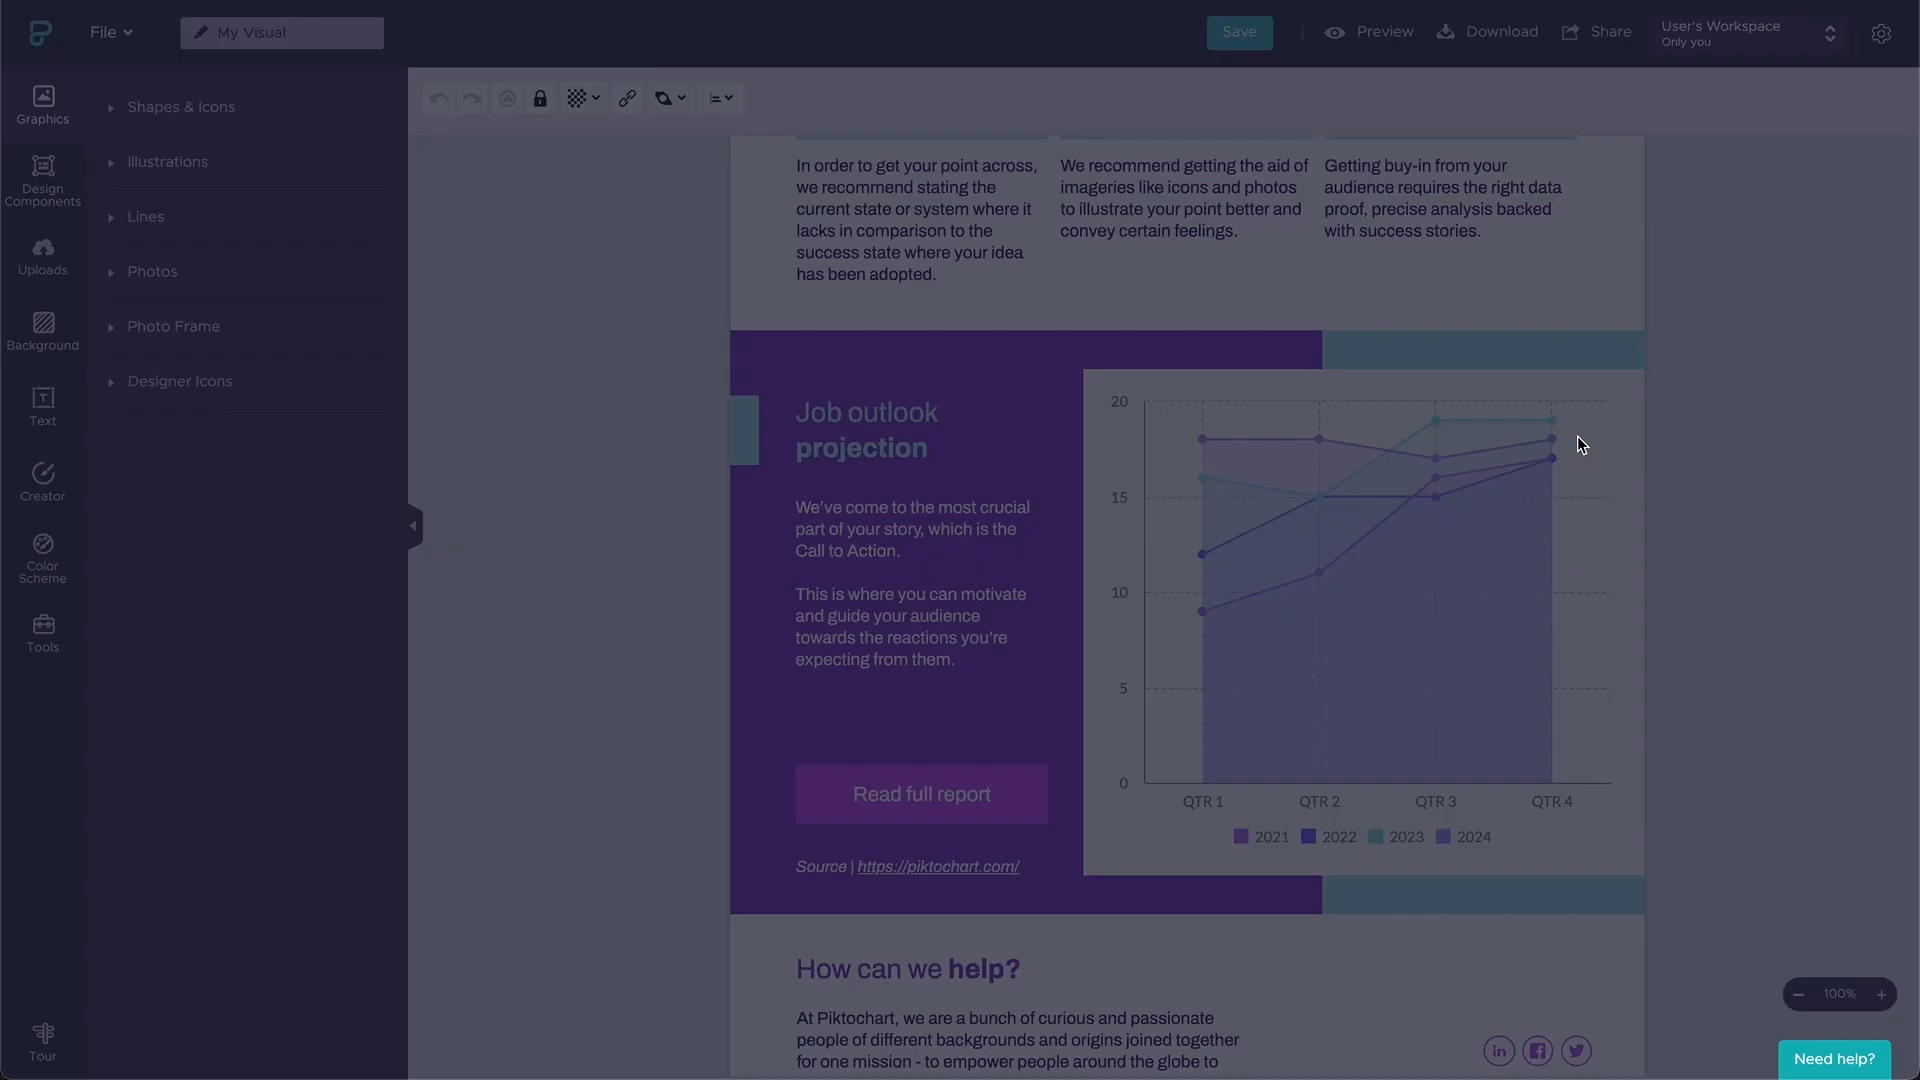 File
My Visual
Save
Preview
Download
Share
User's Workspace
Only you
Graphics
Design
Components
Uploads
Background
Text
Creator
Color
Scheme
Tools
Tour
Shapes & Icons
Illustrations
Lines
Photos
Photo Frame
Designer Icons
In order to get your point across,
we recommend stating the
current state or system where it
lacks in comparison to the
success state where your idea
has been adopted.
We recommend getting the aid of
imageries like icons and photos
to illustrate your point better and
convey certain feelings.
Getting buy-in from your
audience requires the right data
proof, precise analysis backed
with success stories.
Job outlook
projection
We've come to the most crucial
part of your story, which is the
Call to Action.
This is where you can motivate
and guide your audience
towards the reactions you're
expecting from them.
Read full report
Source | https://piktochart.com/
20
15
10
5
0
QTR 1 QTR 2 QTR 3 QTR 4
2021 2022 2023 2024
How can we help?
At Piktochart, we are a bunch of curious and passionate
people of different backgrounds and origins joined together
for one mission - to empower people around the globe to
in
100%
Need help?